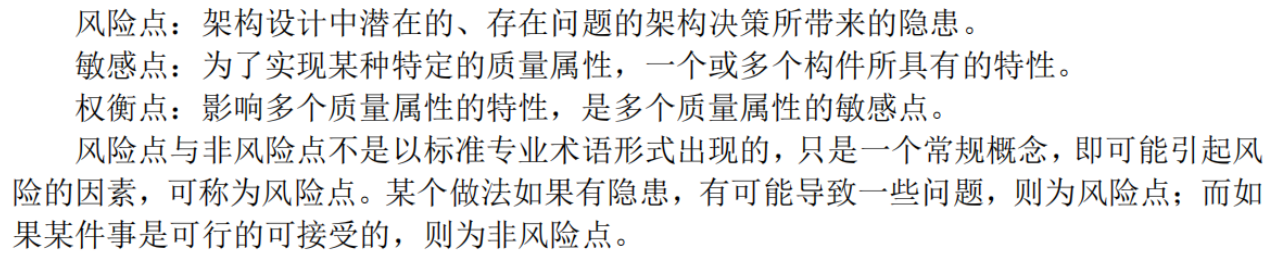 风险点：架构设计中潜在的、存在问题的架构决策所带来的隐患。
敏感点：为了实现某种特定的质量属性，一个或多个构件所具有的特性。
权衡点：影响多个质量属性的特性，是多个质量属性的敏感点。
风险点与非风险点不是以标准专业术语形式出现的，只是一个常规概念，即可能引起风
险的因素，可称为风险点。某个做法如果有隐患，有可能导致一些问题，则为风险点；而如
果某件事是可行的可接受的，则为非风险点。